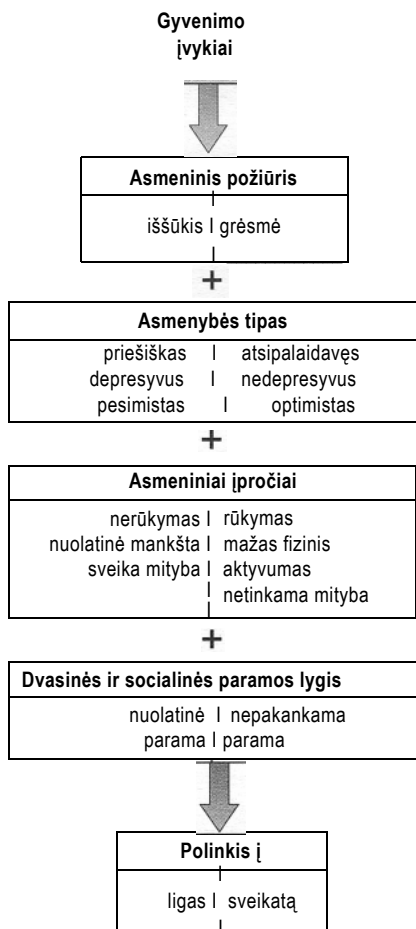 Gyvenimo
įvykiai
Asmeninis požiūris
iššūkis | grėsmė
+
Asmenybės tipas
priešiškas | atsipalaidavęs
depresyvus | nedepresyvus
pesimistas | optimistas
+
Asmeniniai įpročiai
nerūkymas | rūkymas
nuolatinė mankšta | mažas fizinis
sveika mityba | aktyvumas
netinkama mityba
+
Dvasinės ir socialinės paramos lygis
nuolatinė | nepakankama
parama | parama
Polinkis į
ligas | sveikatą